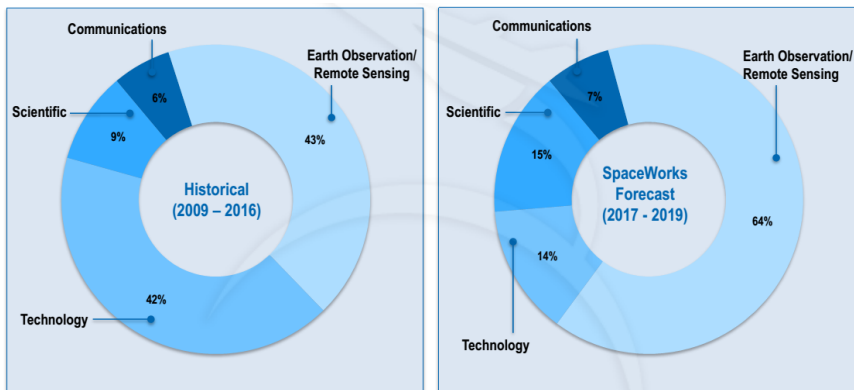 Communications
Earth Observation/
Remote Sensing
Scientific
6%
9%
43%
Historical
(2009 – 2016)
42%
Technology
Communications
Earth Observation/
Remote Sensing
Scientific
7%
15%
SpaceWorks
Forecast
(2017 - 2019)
64%
14%
Technology